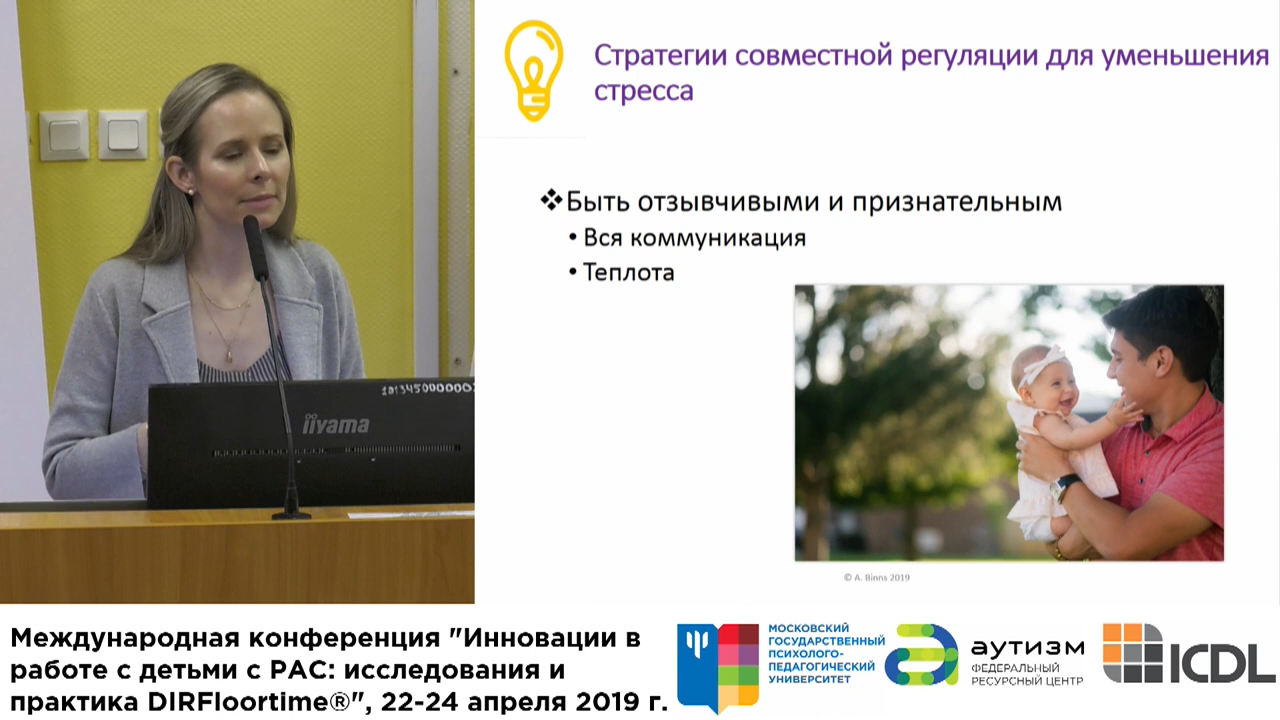 Стратегии совместной регуляции для уменьшения
стресса
Быть отзывчивыми и признательным
Вся коммуникация
Теплота
iiyama
© A. Binns 2019
Международная конференция "Инновации в
работе с детьми с РАС: исследования и
практика DIRFloortime®", 22-24 апреля 2019 г.
МОСКОВСКИЙ
ГОСУДАРСТВЕННЫЙ
ПСИХОЛОГО-
ПЕДАГОГИЧЕСКИЙ
УНИВЕРСИТЕТ
аутизм
ФЕДЕРАЛЬНЫЙ
РЕСУРСНЫЙ ЦЕНТР
ICDL